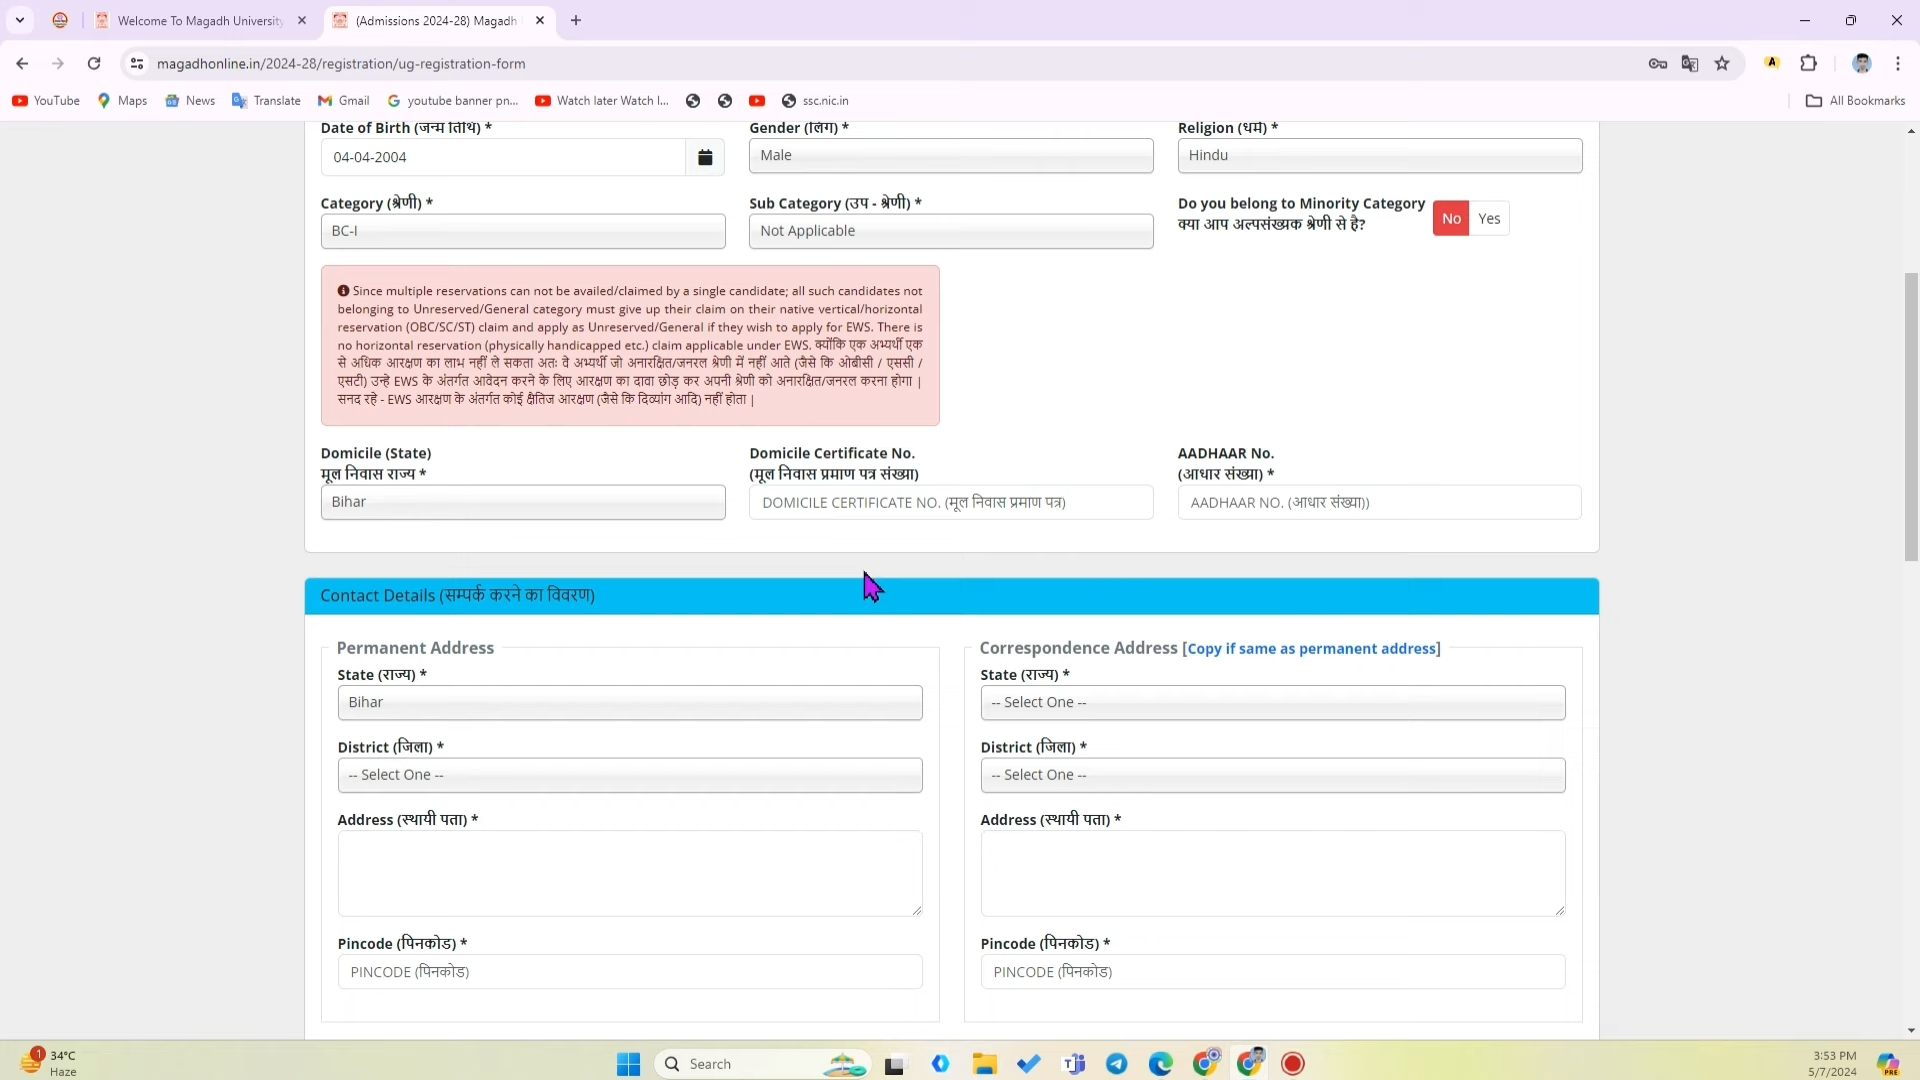 Welcome To Magadh University
(Admissions 2024-28) Magadh
magadhonline.in/2024-28/registration/ug-registration-form
YouTube
Maps
News
Translate
Gmail
youtube banner pn...
Watch later Watch l...
ssc.nic.in
All Bookmarks
Date of Birth (जन्म तिथि) *
Gender (लिंग) *
Religion (धर्म) *
04-04-2004
Male
Hindu
Category (श्रेणी) *
Sub Category (उप - श्रेणी) *
Do you belong to Minority Category
क्या आप अल्पसंख्यक श्रेणी से है?
No
Yes
BC-I
Not Applicable
Since multiple reservations can not be availed/claimed by a single candidate; all such candidates not
belonging to Unreserved/General category must give up their claim on their native vertical/horizontal
reservation (OBC/SC/ST) claim and apply as Unreserved/General if they wish to apply for EWS. There is
no horizontal reservation (physically handicapped etc.) claim applicable under EWS. क्योंकि एक अभ्यर्थी एक
से अधिक आरक्षण का लाभ नहीं ले सकता अतः वे अभ्यर्थी जो अनारक्षित/जनरल श्रेणी में नहीं आते (जैसे कि ओबीसी / एससी /
एसटी) उन्हे EWS के अंतर्गत आवेदन करने के लिए आरक्षण का दावा छोड़ कर अपनी श्रेणी को अनारक्षित/जनरल करना होगा |
सनद रहे - EWS आरक्षण के अंतर्गत कोई क्षैतिज आरक्षण (जैसे कि दिव्यांग आदि) नहीं होता |
Domicile (State)
मूल निवास राज्य *
Domicile Certificate No.
(मूल निवास प्रमाण पत्र संख्या)
AADHAAR No.
(आधार संख्या) *
Bihar
DOMICILE CERTIFICATE NO. (मूल निवास प्रमाण पत्र)
AADHAAR NO. (आधार संख्या))
Contact Details (सम्पर्क करने का विवरण)
Permanent Address
Correspondence Address [Copy if same as permanent address]
State (राज्य) *
State (राज्य) *
Bihar
-- Select One --
District (जिला) *
District (जिला) *
-- Select One --
-- Select One --
Address (स्थायी पता) *
Address (स्थायी पता) *
Pincode (पिनकोड) *
Pincode (पिनकोड) *
PINCODE (पिनकोड)
PINCODE (पिनकोड)
1
34°C
Haze
Search
3:53 PM
5/7/2024
PRE